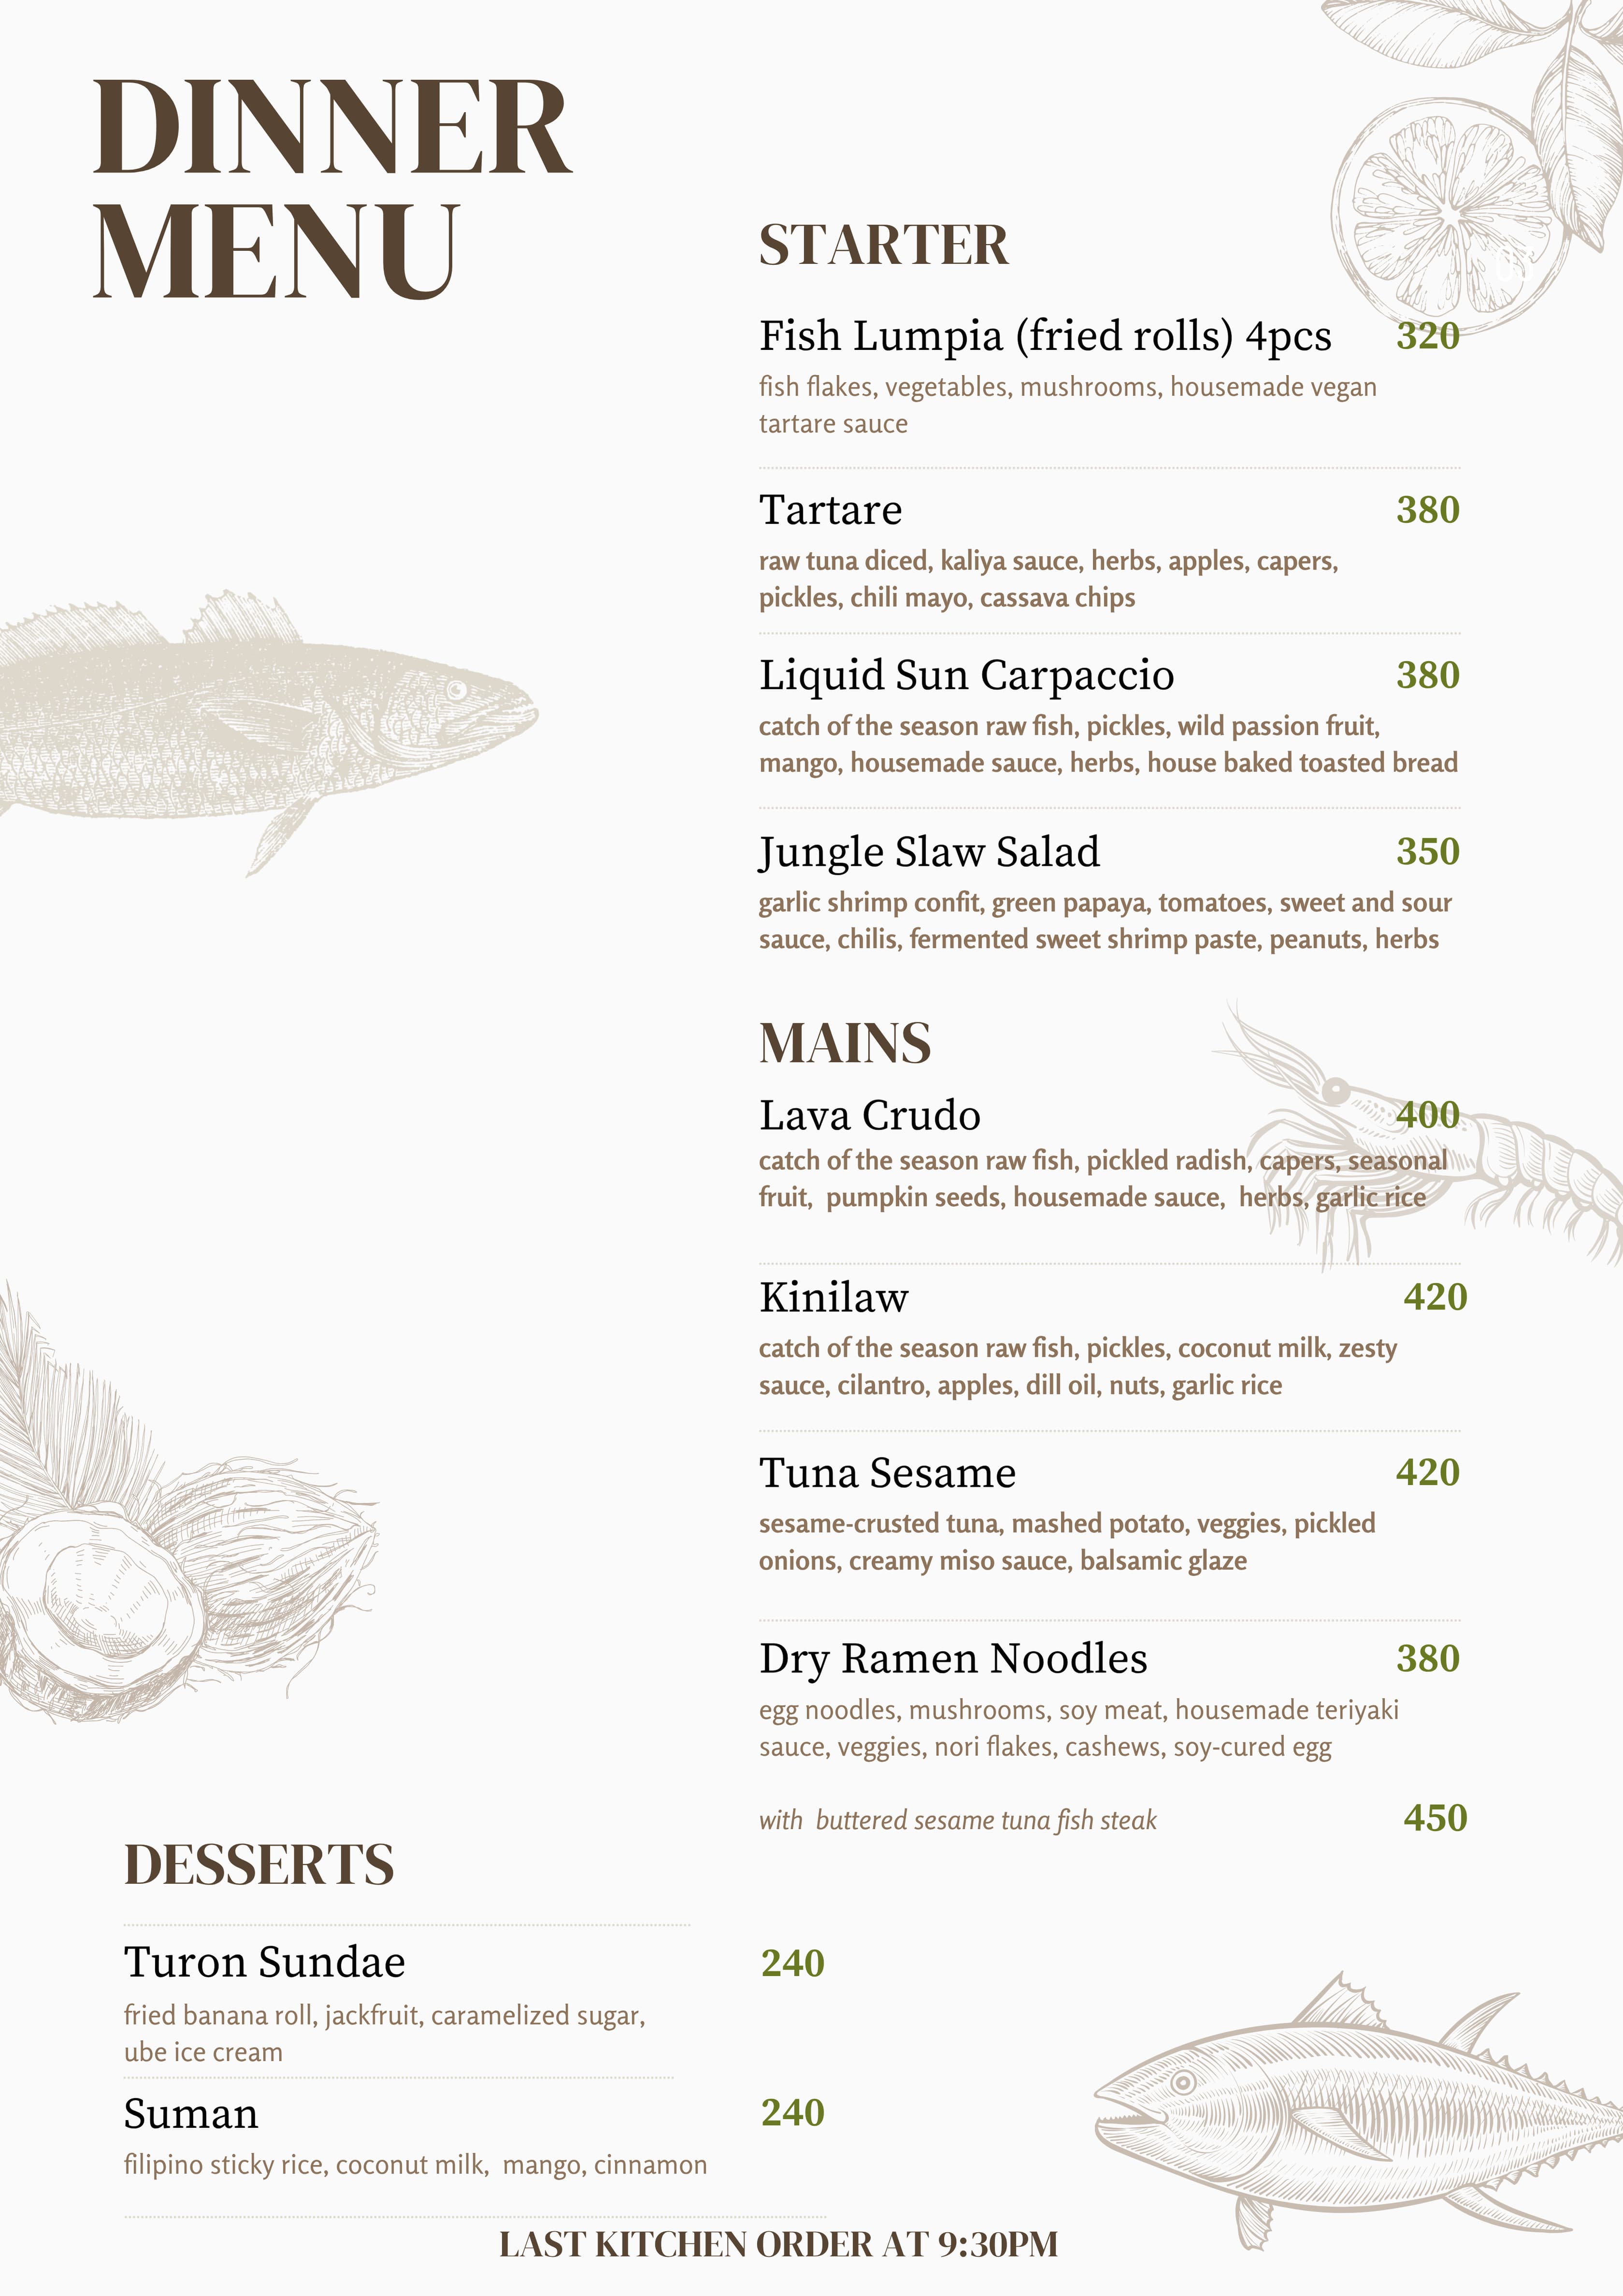 DINNER
MENU
STARTER
Fish Lumpia (fried rolls) 4pcs 320
fish flakes, vegetables, mushrooms, housemade vegan
tartare sauce
Tartare 380
raw tuna diced, kaliya sauce, herbs, apples, capers,
pickles, chili mayo, cassava chips
Liquid Sun Carpaccio 380
catch of the season raw fish, pickles, wild passion fruit,
mango, housemade sauce, herbs, house baked toasted bread
Jungle Slaw Salad 350
garlic shrimp confit, green papaya, tomatoes, sweet and sour
sauce, chilis, fermented sweet shrimp paste, peanuts, herbs
MAINS
Lava Crudo 400
catch of the season raw fish, pickled radish, capers, seasonal
fruit, pumpkin seeds, housemade sauce, herbs, garlic rice
Kinilaw 420
catch of the season raw fish, pickles, coconut milk, zesty
sauce, cilantro, apples, dill oil, nuts, garlic rice
Tuna Sesame 420
sesame-crusted tuna, mashed potato, veggies, pickled
onions, creamy miso sauce, balsamic glaze
Dry Ramen Noodles 380
egg noodles, mushrooms, soy meat, housemade teriyaki
sauce, veggies, nori flakes, cashews, soy-cured egg
with buttered sesame tuna fish steak 450
DESSERTS
Turon Sundae 240
fried banana roll, jackfruit, caramelized sugar,
ube ice cream
Suman 240
filipino sticky rice, coconut milk, mango, cinnamon
LAST KITCHEN ORDER AT 9:30PM